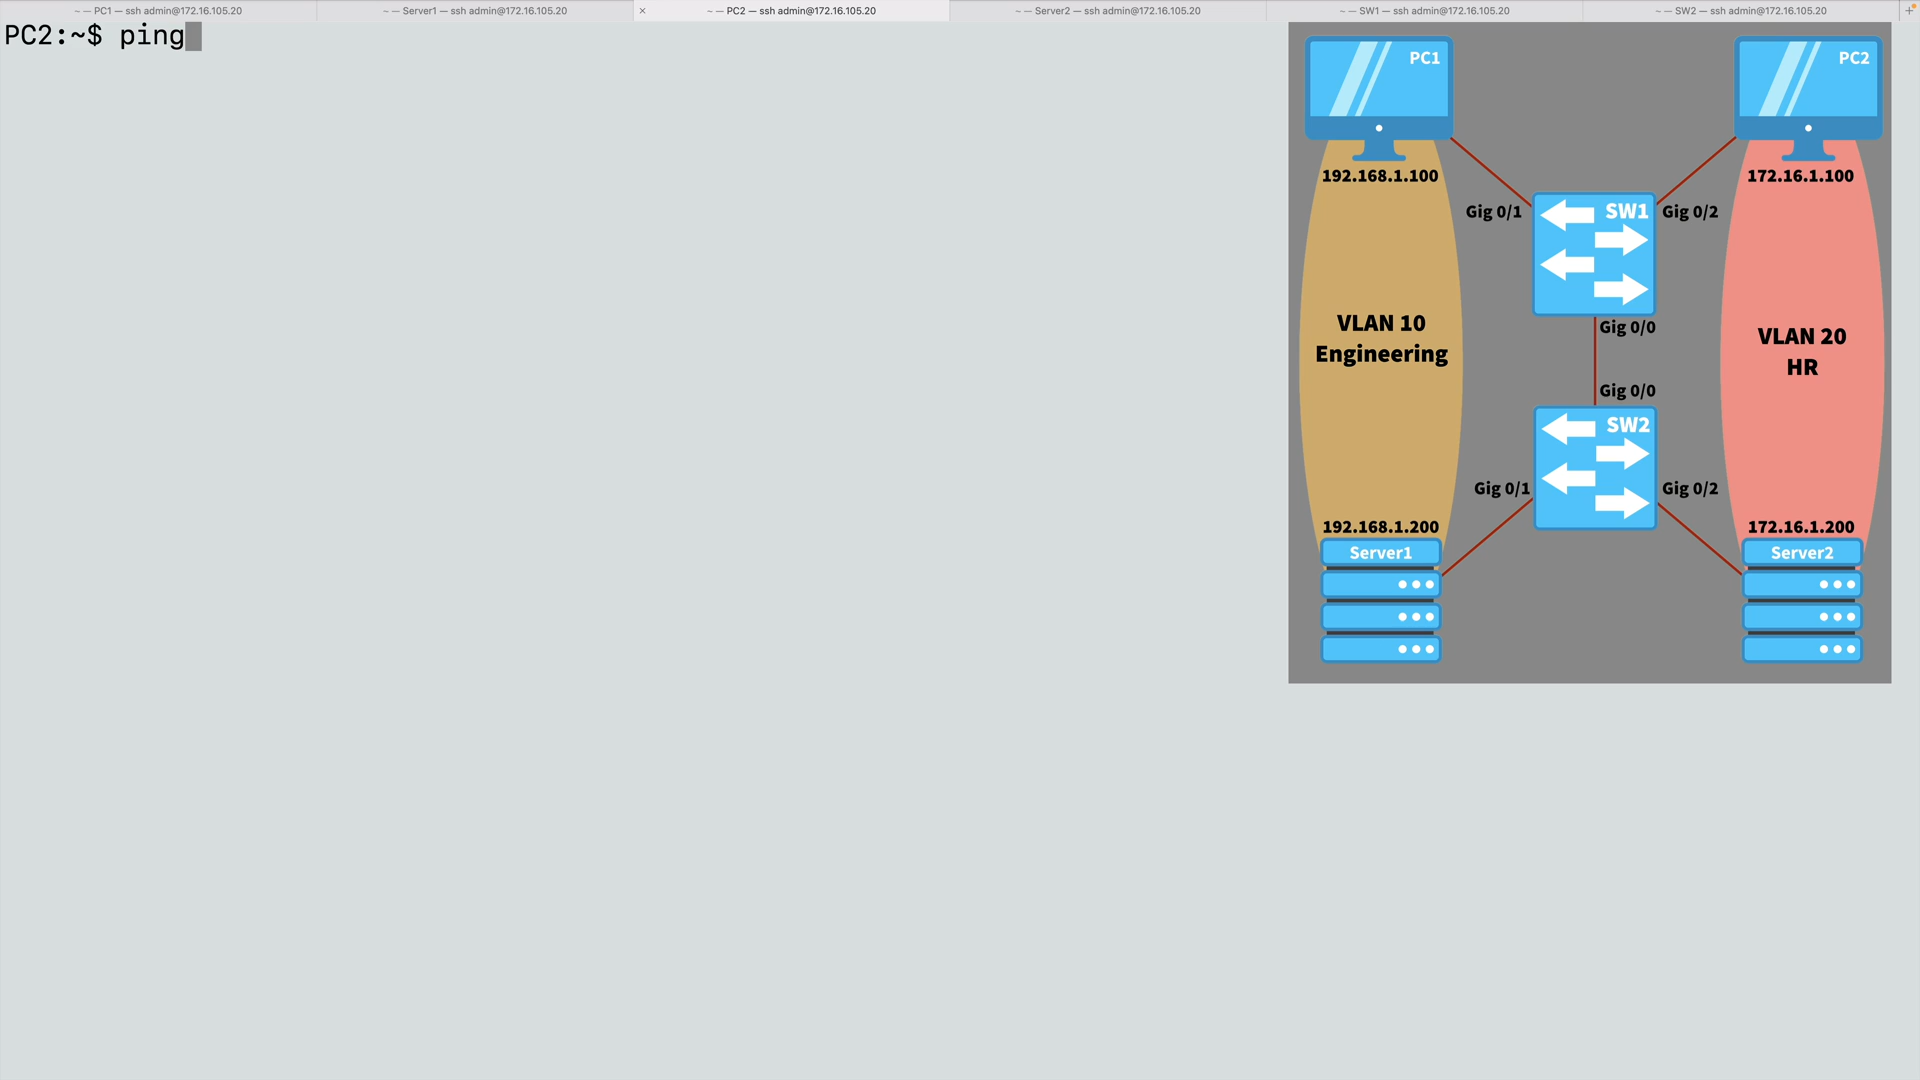 ~ — PC1 — ssh admin@172.16.105.20
~ — Server1 — ssh admin@172.16.105.20
× ~ — PC2 — ssh admin@172.16.105.20
~ — Server2 — ssh admin@172.16.105.20
~ — SW1 — ssh admin@172.16.105.20
~ — SW2 — ssh admin@172.16.105.20
+
PC2:~$ ping
PC1
PC2
192.168.1.100
172.16.1.100
Gig 0/1
SW1
Gig 0/2
Gig 0/0
VLAN 10
Engineering
VLAN 20
HR
Gig 0/0
SW2
Gig 0/1
Gig 0/2
192.168.1.200
172.16.1.200
Server1
Server2